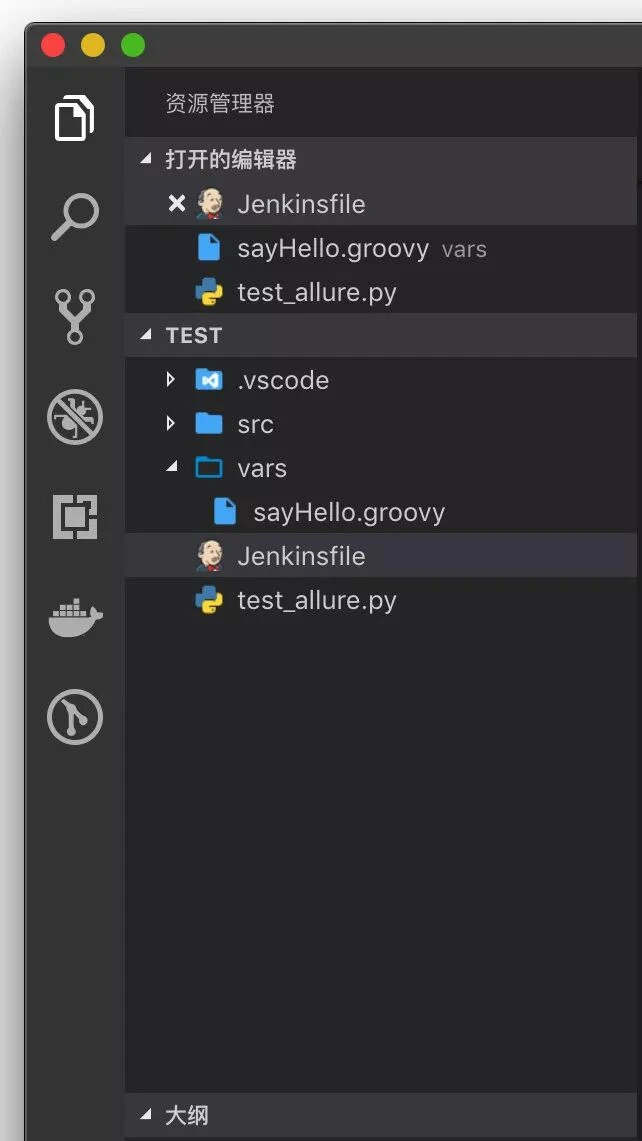 资源管理器
打开的编辑器
Jenkinsfile
sayHello.groovy vars
test_allure.py
TEST
.vscode
src
vars
sayHello.groovy
Jenkinsfile
test_allure.py
大纲